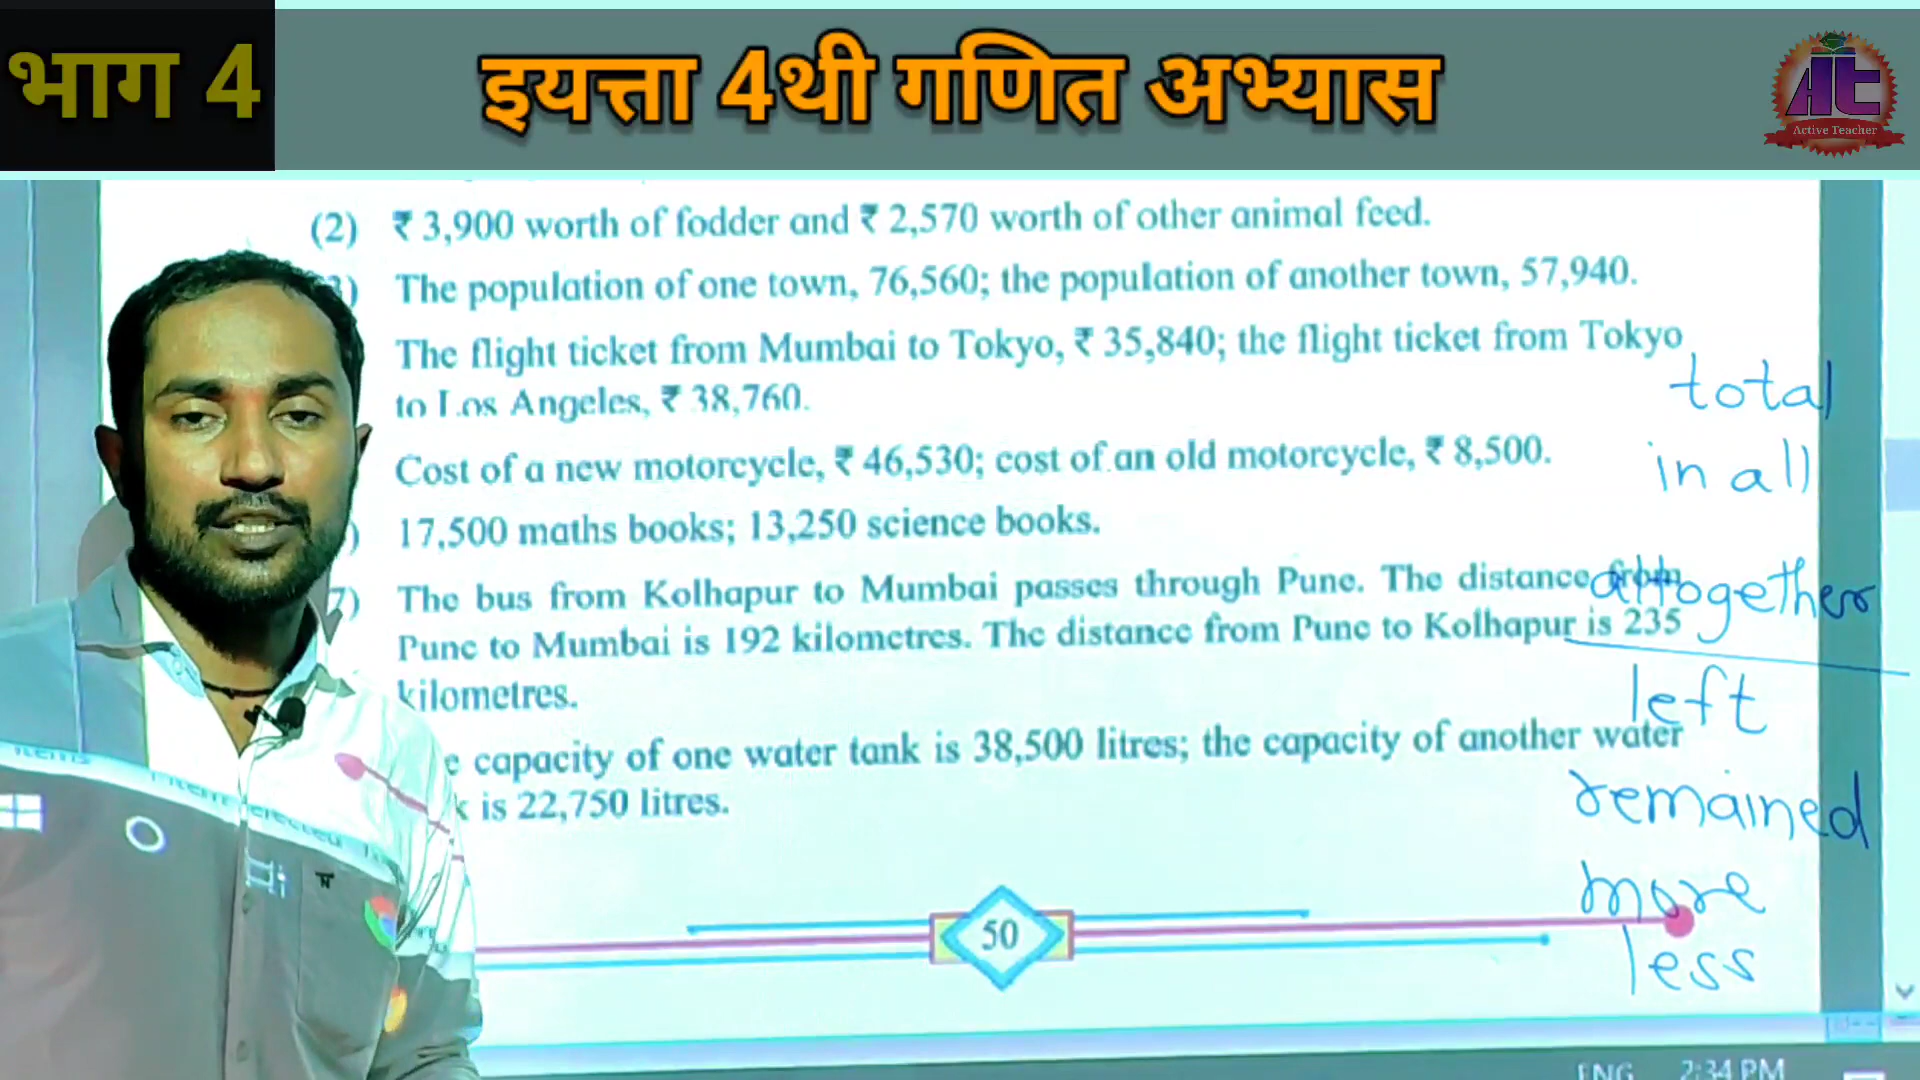 भाग 4
इयत्ता 4थी गणित अभ्यास
Active Teacher
(2) ₹ 3,900 worth of fodder and ₹ 2,570 worth of other animal feed.
The population of one town, 76,560; the population of another town, 57,940.
The flight ticket from Mumbai to Tokyo, ₹ 35,840; the flight ticket from Tokyo
to Los Angeles, ₹ 38,760.
total
Cost of a new motorcycle, ₹ 46,530; cost of an old motorcycle, ₹ 8,500.
in all
17,500 maths books; 13,250 science books.
7) The bus from Kolhapur to Mumbai passes through Pune. The distance from
altogether
Pune to Mumbai is 192 kilometres. The distance from Pune to Kolhapur is 235
kilometres.
left
e capacity of one water tank is 38,500 litres; the capacity of another water
k is 22,750 litres.
remained
more
50
less
ENG 2:34 PM